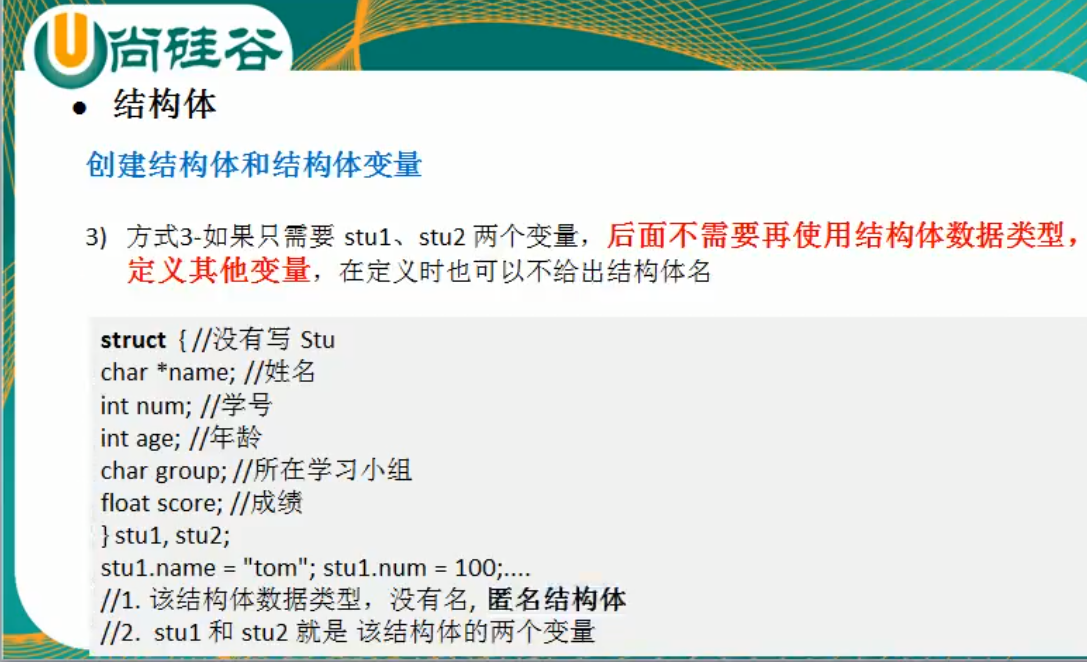 尚硅谷
• 结构体
创建结构体和结构体变量
3) 方式3-如果只需要 stu1、stu2 两个变量，后面不需要再使用结构体数据类型，
定义其他变量，在定义时也可以不给出结构体名
struct { //没有写 Stu
char *name; //姓名
int num; //学号
int age; //年龄
char group; //所在学习小组
float score; //成绩
} stu1, stu2;
stu1.name = "tom"; stu1.num = 100;....
//1. 该结构体数据类型，没有名, 匿名结构体
//2. stu1 和 stu2 就是 该结构体的两个变量